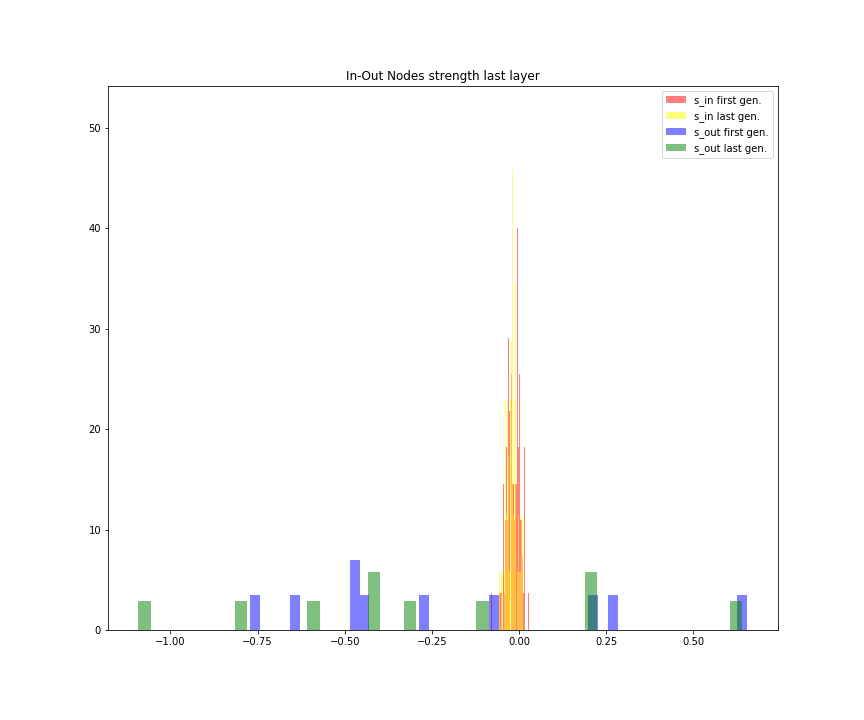 In-Out Nodes strength last layer
s_in first gen.
s_in last gen.
s_out first gen.
s_out last gen.
50
40
30
20
10
0
−1.00 −0.75 −0.50 −0.25 0.00 0.25 0.50